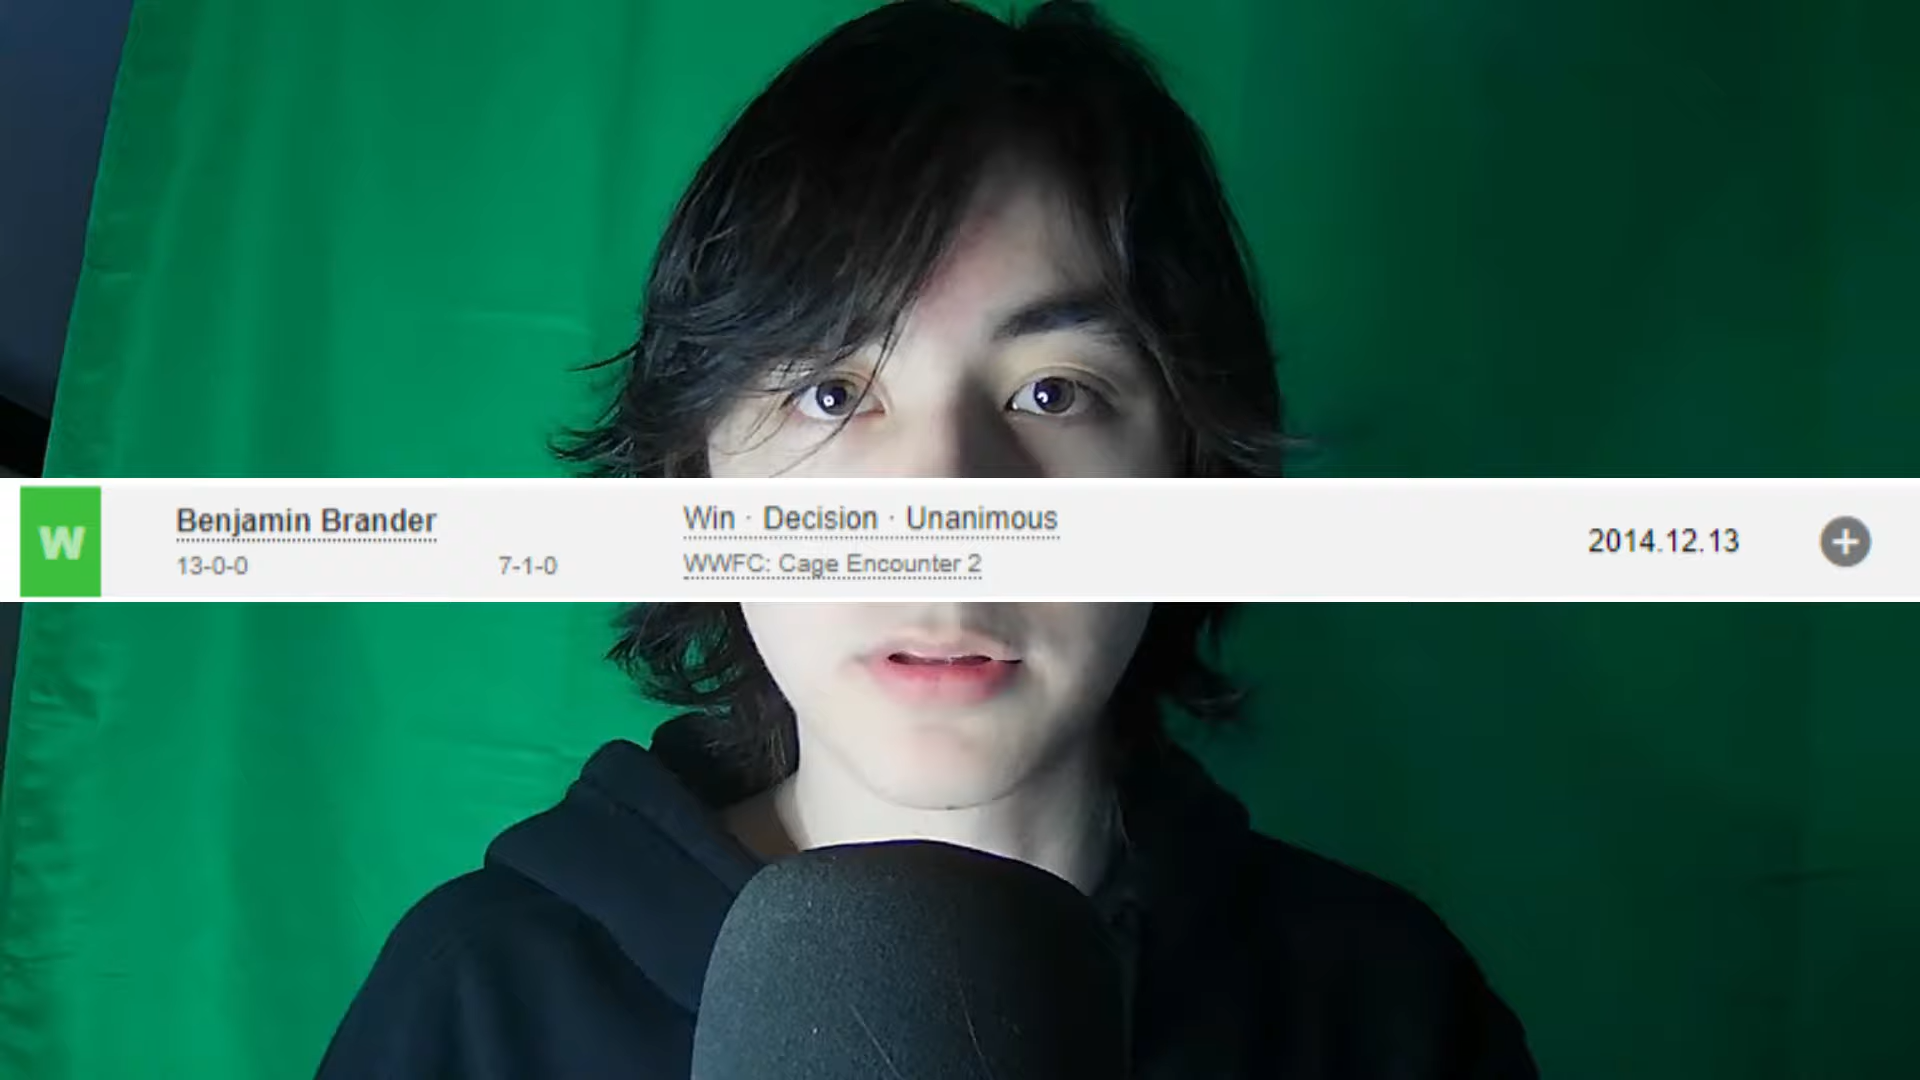 W
Benjamin Brander
Win · Decision · Unanimous
13-0-0
7-1-0
WWFC: Cage Encounter 2
2014.12.13